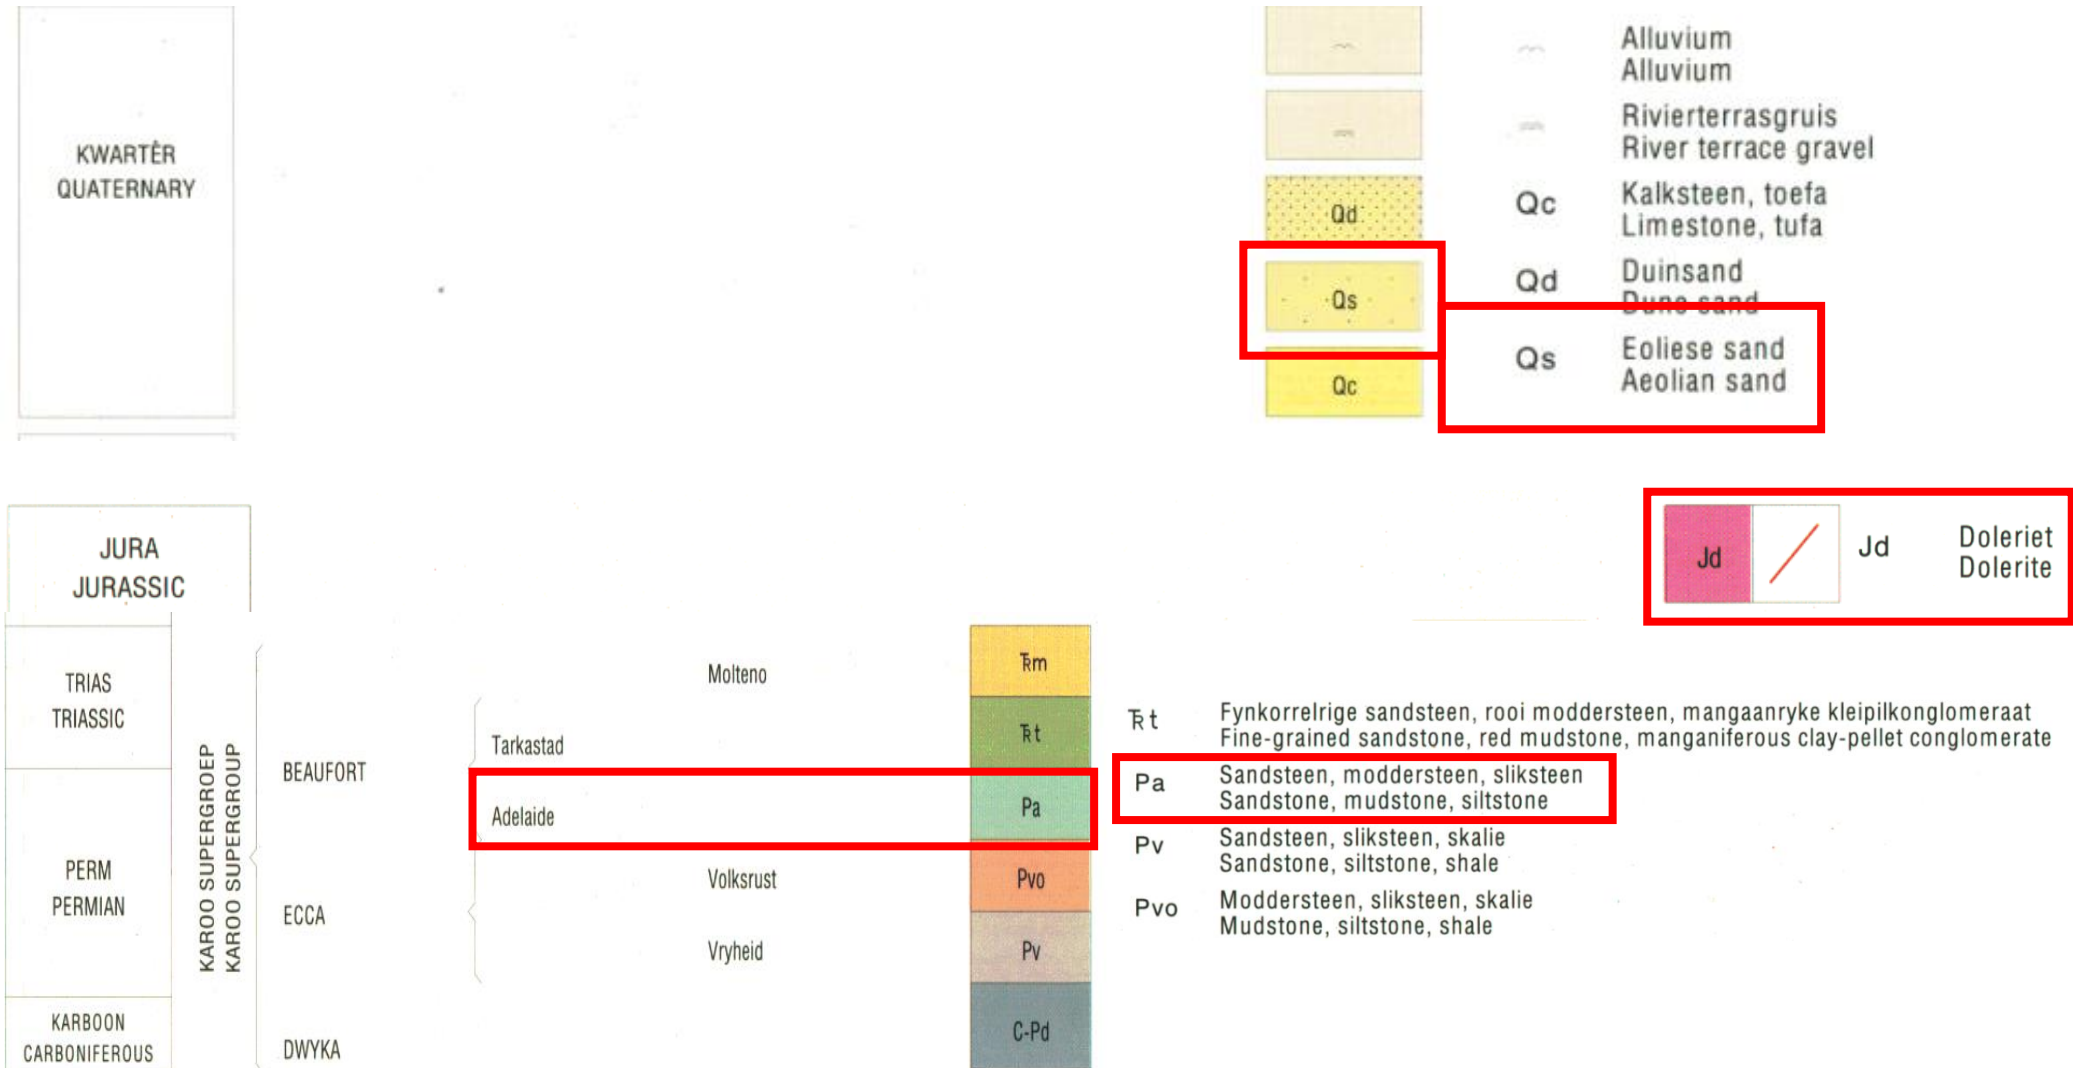 KWARTÊR
QUATERNARY
Alluvium
Alluvium
Rivierterrasgruis
River terrace gravel
Qd
Qc
Kalksteen, toefa
Limestone, tufa
Qs
Qd
Duinsand
Dune sand
Qc
Qs
Eoliese sand
Aeolian sand
JURA
JURASSIC
Jd
Jd
Doleriet
Dolerite
TRIAS
TRIASSIC
PERM
PERMIAN
KARBOON
CARBONIFEROUS
KAROO SUPERGROEP
KAROO SUPERGROUP
BEAUFORT
ECCA
DWYKA
Tarkastad
Adelaide
Molteno
Volksrust
Vryheid
Ƭm
Ƭt
Pa
Pvo
Pv
C-Pd
Ƭt
Fynkorrelrige sandsteen, rooi moddersteen, mangaanryke kleipilkonglomeraat
Fine-grained sandstone, red mudstone, manganiferous clay-pellet conglomerate
Pa
Sandsteen, moddersteen, sliksteen
Sandstone, mudstone, siltstone
Pv
Sandsteen, sliksteen, skalie
Sandstone, siltstone, shale
Pvo
Moddersteen, sliksteen, skalie
Mudstone, siltstone, shale